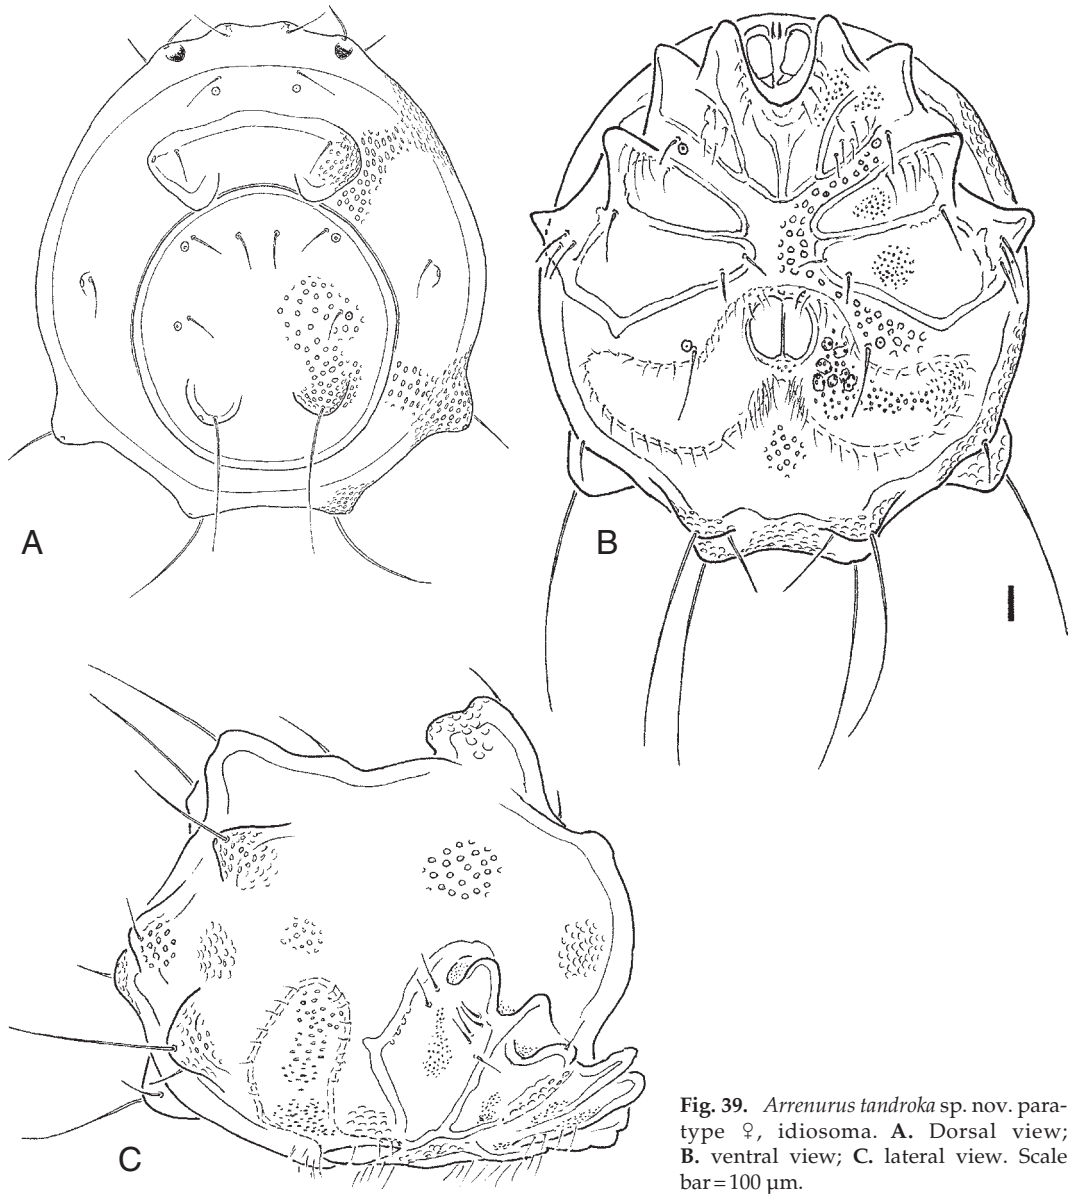 A
B
C
Fig. 39. Arrenurus tandroka sp. nov. para-
type ♀, idiosoma. A. Dorsal view;
B. ventral view; C. lateral view. Scale
bar = 100 µm.